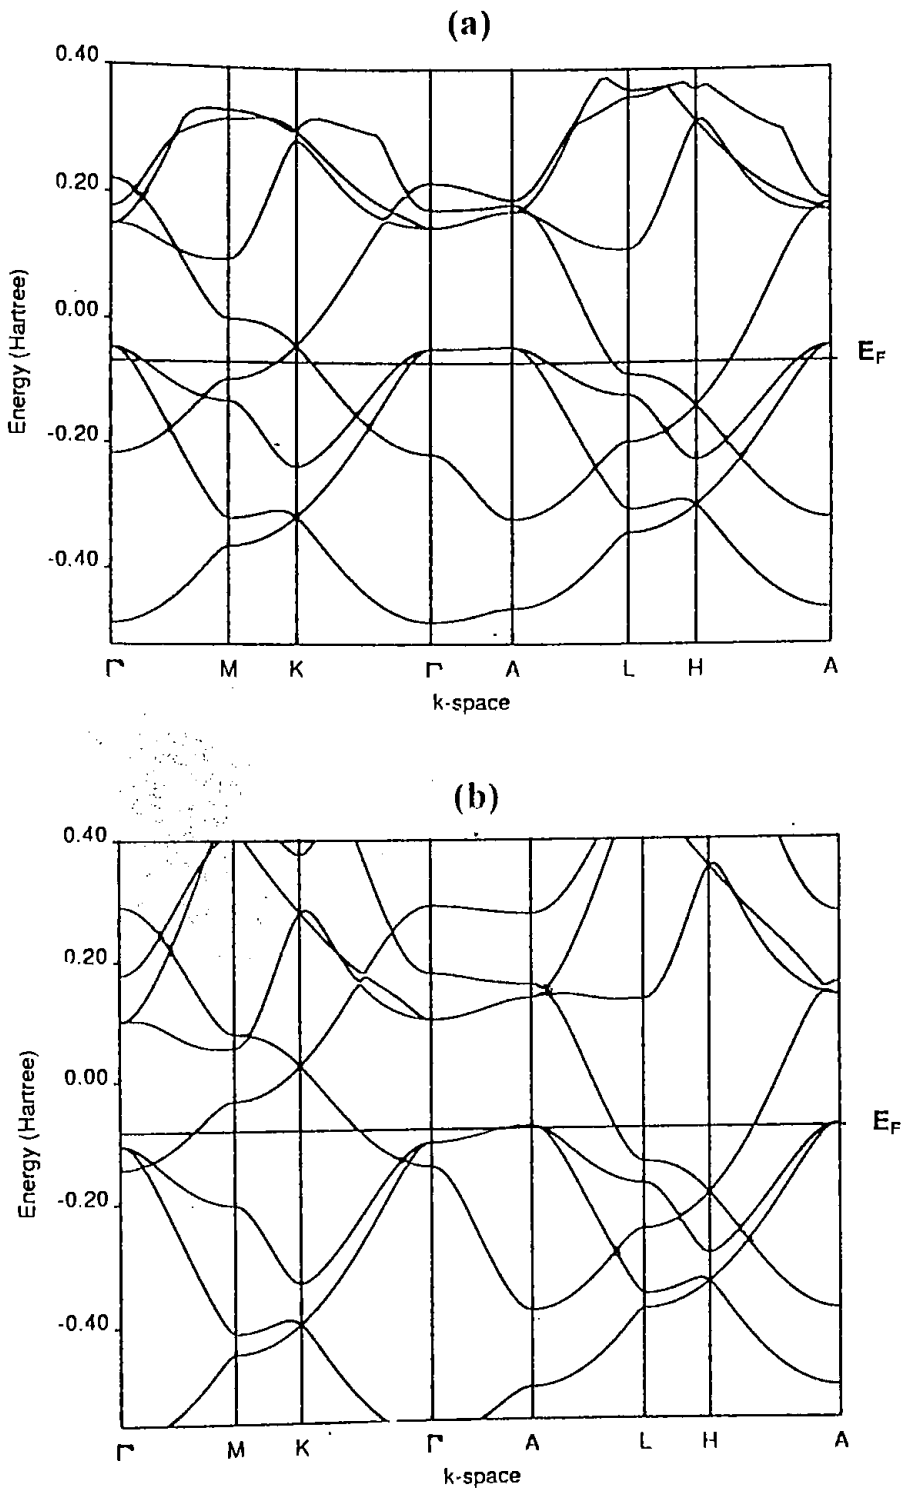 (a)
0.40
0.20
0.00
-0.20
-0.40
Energy (Hartree)
E_F
Γ M K Γ A L H A
k-space
(b)
0.40
0.20
0.00
-0.20
-0.40
Energy (Hartree)
E_F
Γ M K Γ A L H A
k-space